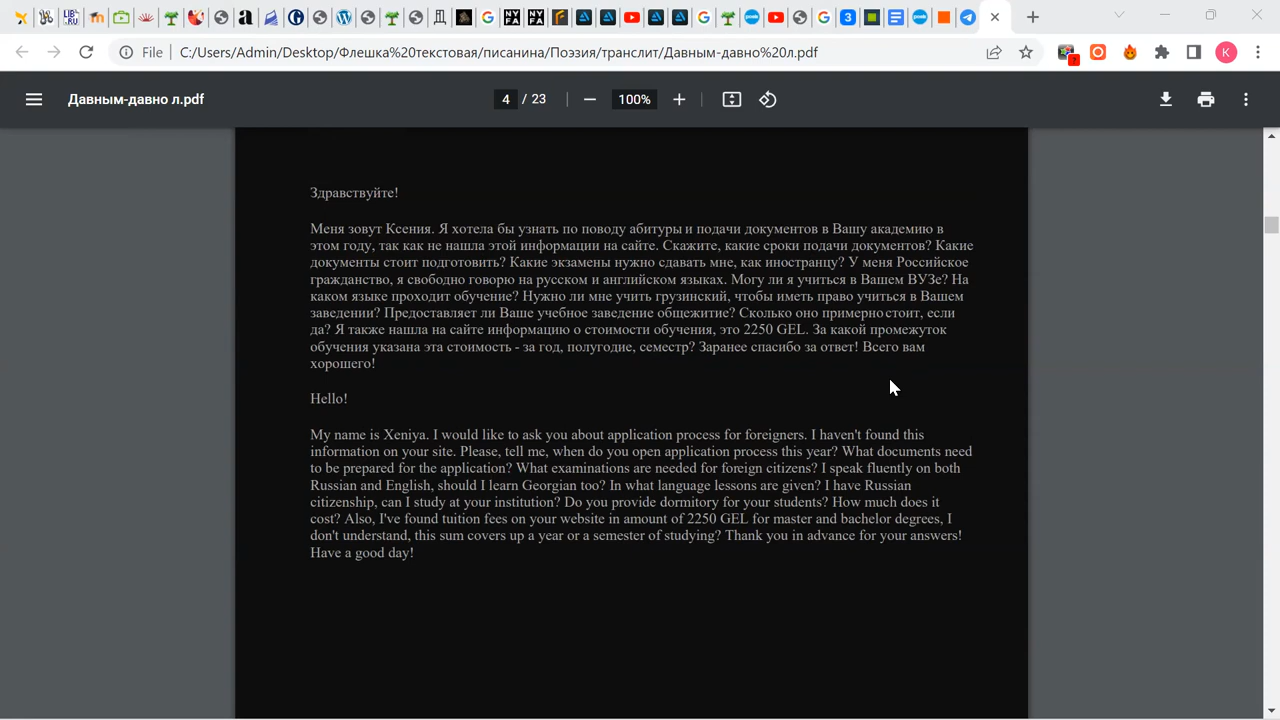 File C:/Users/Admin/Desktop/Флешка%20текстовая/писанина/Поэзия/транслит/Давным-давно%20л.pdf
Давным-давно л.pdf 4 / 23 100%
Здравствуйте!
Меня зовут Ксения. Я хотела бы узнать по поводу абитуры и подачи документов в Вашу академию в
этом году, так как не нашла этой информации на сайте. Скажите, какие сроки подачи документов? Какие
документы стоит подготовить? Какие экзамены нужно сдавать мне, как иностранцу? У меня Российское
гражданство, я свободно говорю на русском и английском языках. Могу ли я учиться в Вашем ВУЗе? На
каком языке проходит обучение? Нужно ли мне учить грузинский, чтобы иметь право учиться в Вашем
заведении? Предоставляет ли Ваше учебное заведение общежитие? Сколько оно примерно стоит, если
да? Я также нашла на сайте информацию о стоимости обучения, это 2250 GEL. За какой промежуток
обучения указана эта стоимость - за год, полугодие, семестр? Заранее спасибо за ответ! Всего вам
хорошего!
Hello!
My name is Xeniya. I would like to ask you about application process for foreigners. I haven't found this
information on your site. Please, tell me, when do you open application process this year? What documents need
to be prepared for the application? What examinations are needed for foreign citizens? I speak fluently on both
Russian and English, should I learn Georgian too? In what language lessons are given? I have Russian
citizenship, can I study at your institution? Do you provide dormitory for your students? How much does it
cost? Also, I've found tuition fees on your website in amount of 2250 GEL for master and bachelor degrees, I
don't understand, this sum covers up a year or a semester of studying? Thank you in advance for your answers!
Have a good day!